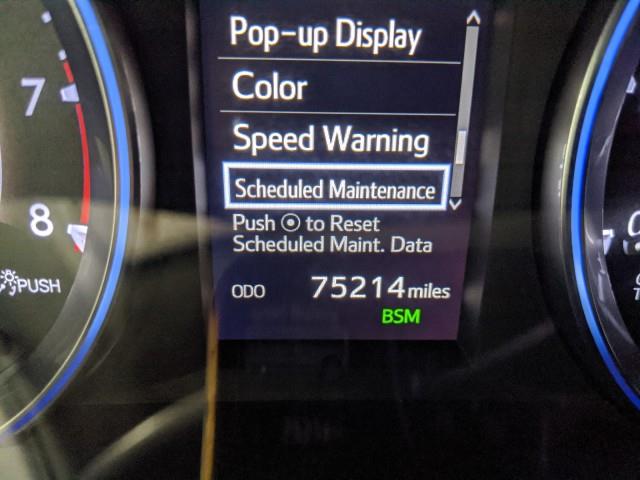 Pop-up Display
Color
Speed Warning
Scheduled Maintenance
Push ⦿ to Reset
Scheduled Maint. Data
ODO 75214 miles
BSM
7
8
PUSH